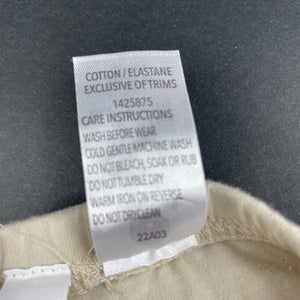 COTTON / ELASTANE
EXCLUSIVE OF TRIMS
1425875
CARE INSTRUCTIONS
WASH BEFORE WEAR
COLD GENTLE MACHINE WASH
DO NOT BLEACH, SOAK OR RUB
DO NOT TUMBLE DRY
WARM IRON ON REVERSE
DO NOT DRYCLEAN
22A03